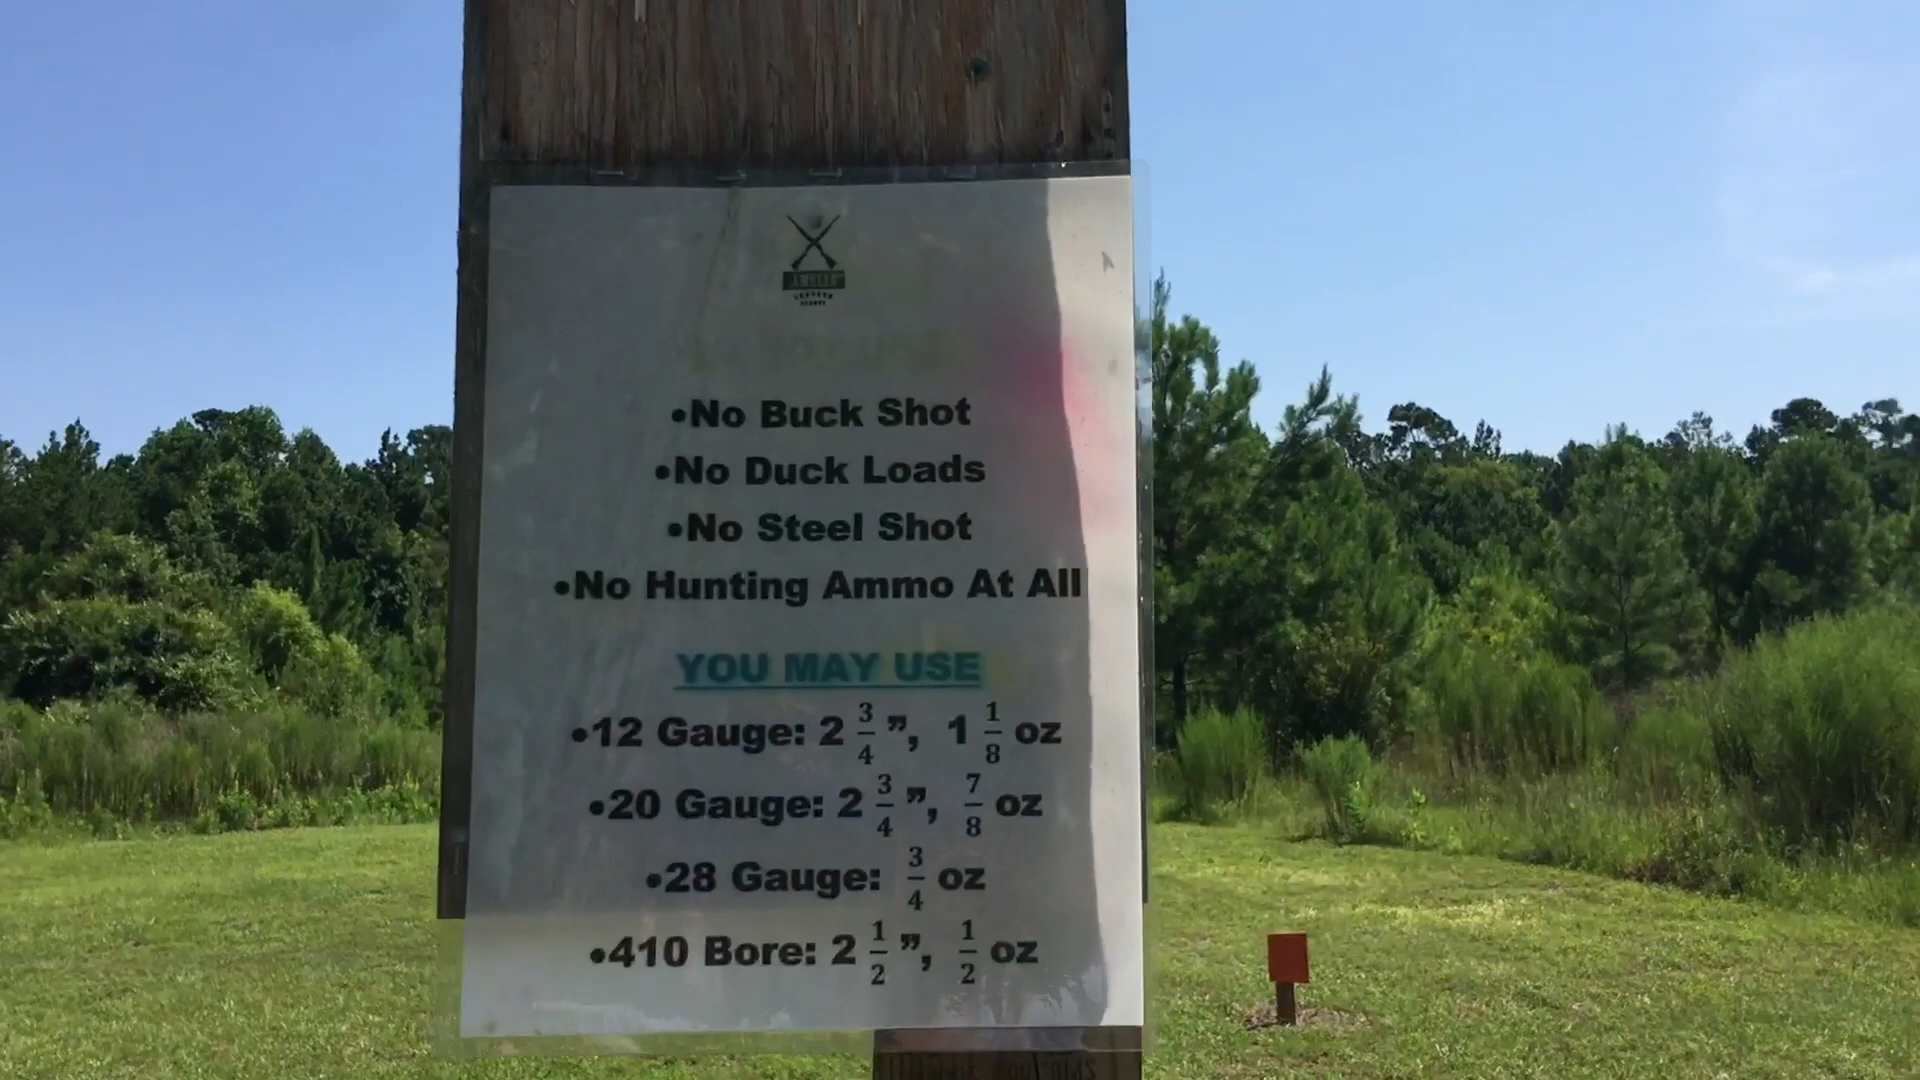 •No Buck Shot
•No Duck Loads
•No Steel Shot
•No Hunting Ammo At All
YOU MAY USE
•12 Gauge: 2 3/4”, 1 1/8 oz
•20 Gauge: 2 3/4”, 7/8 oz
•28 Gauge: 3/4 oz
•410 Bore: 2 1/2”, 1/2 oz